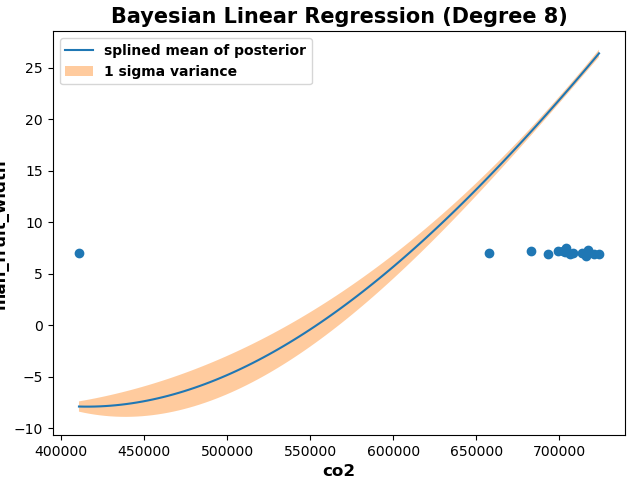 Bayesian Linear Regression (Degree 8)
splined mean of posterior
1 sigma variance
25
20
15
10
5
0
−5
−10
400000 450000 500000 550000 600000 650000 700000
co2